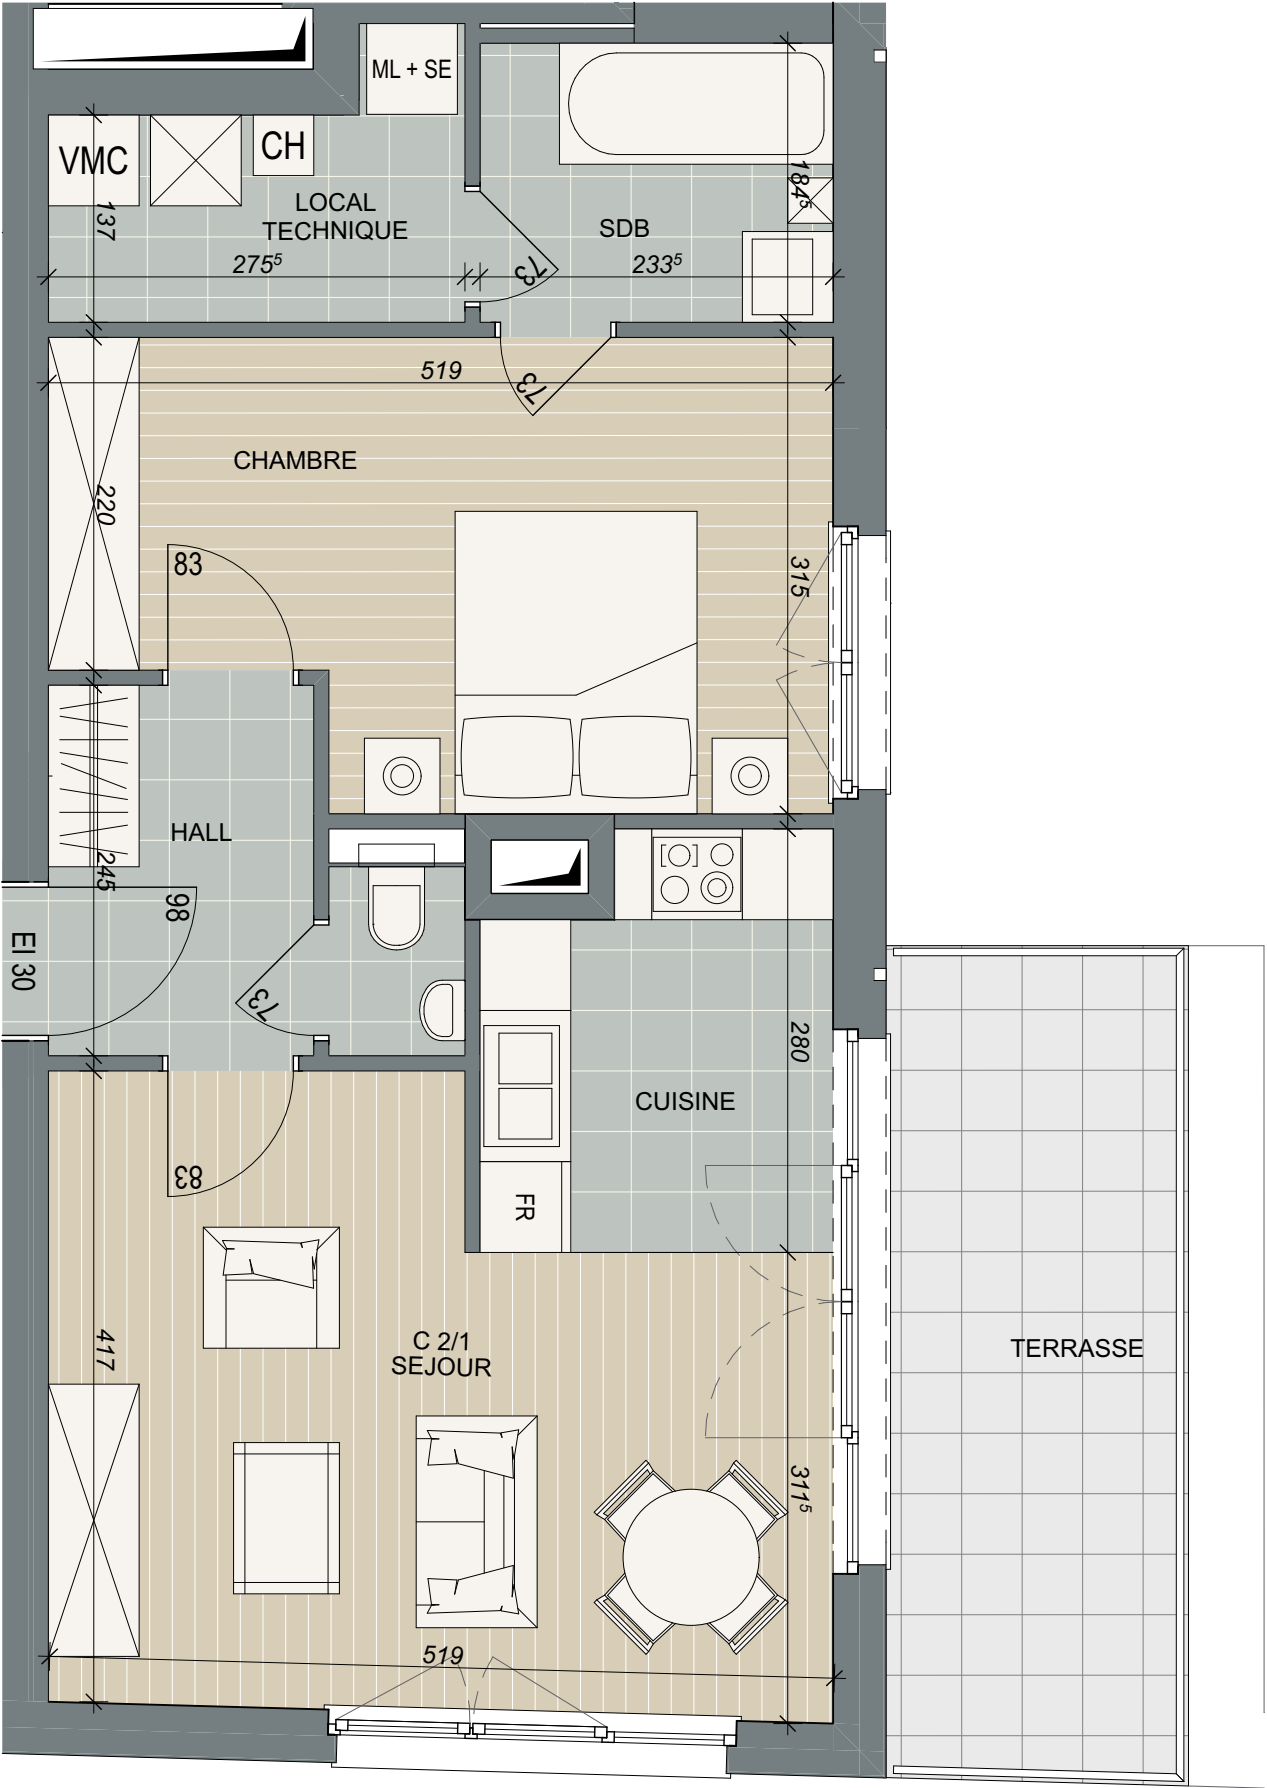 ML + SE
VMC
CH
184⁵
137
LOCAL
TECHNIQUE
SDB
275⁵
73
233⁵
519
73
CHAMBRE
220
83
315
HALL
245
98
EI 30
73
280
CUISINE
83
FR
C 2/1
SEJOUR
417
TERRASSE
311⁵
519